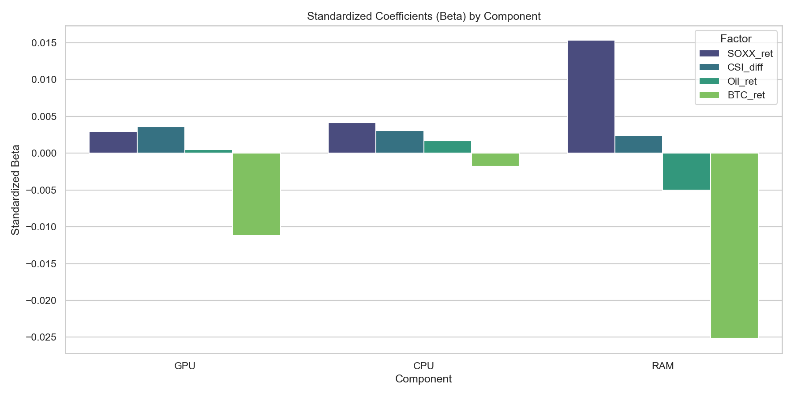 Standardized Coefficients (Beta) by Component
Factor
SOXX_ret
CSI_diff
Oil_ret
BTC_ret
0.015
0.010
0.005
0.000
−0.005
−0.010
−0.015
−0.020
−0.025
Standardized Beta
GPU CPU RAM
Component